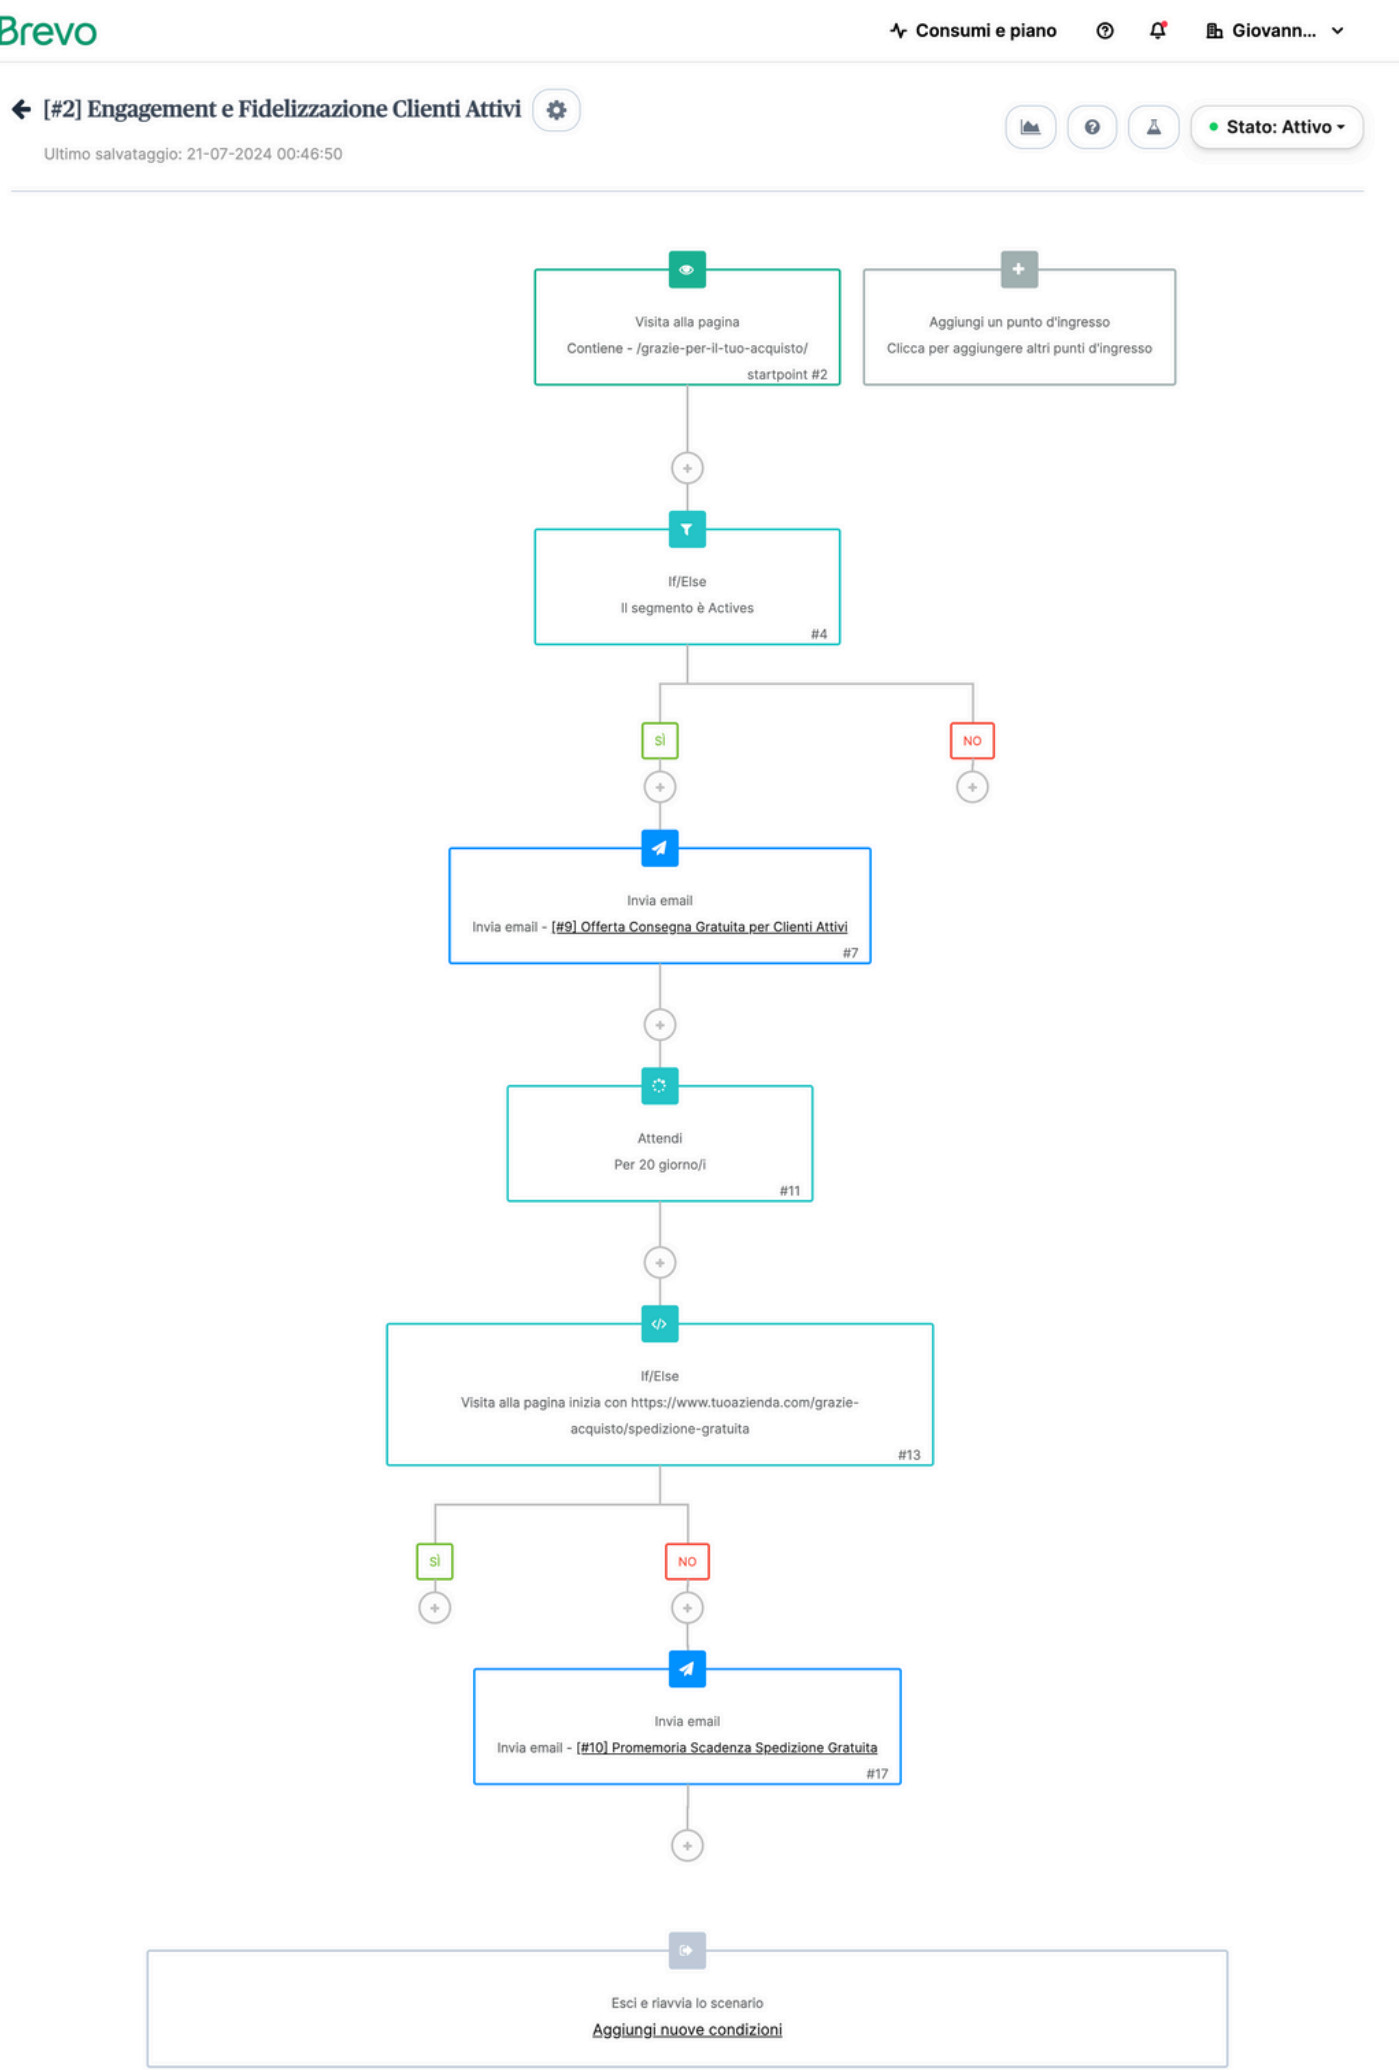 Brevo
Consumi e piano
Giovann...
[#2] Engagement e Fidelizzazione Clienti Attivi
Stato: Attivo
Ultimo salvataggio: 21-07-2024 00:46:50
Visita alla pagina
Contiene - /grazie-per-il-tuo-acquisto/
startpoint #2
Aggiungi un punto d'ingresso
Clicca per aggiungere altri punti d'ingresso
If/Else
Il segmento è Actives
#4
SÌ
NO
Invia email
Invia email - [#9] Offerta Consegna Gratuita per Clienti Attivi
#7
Attendi
Per 20 giorno/i
#11
If/Else
Visita alla pagina inizia con https://www.tuoazienda.com/grazie-
acquisto/spedizione-gratuita
#13
SÌ
NO
Invia email
Invia email - [#10] Promemoria Scadenza Spedizione Gratuita
#17
Esci e riavvia lo scenario
Aggiungi nuove condizioni